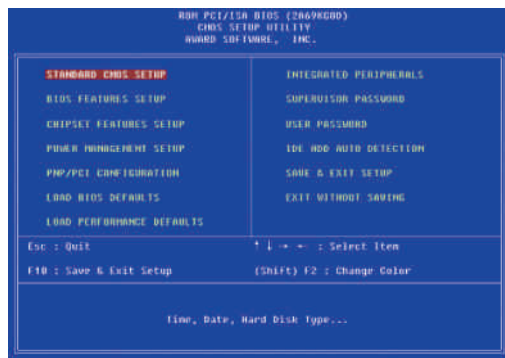 ROM PCI/ISA BIOS (2A69KG0D)
CMOS SETUP UTILITY
AWARD SOFTWARE, INC.
STANDARD CMOS SETUP
BIOS FEATURES SETUP
CHIPSET FEATURES SETUP
POWER MANAGEMENT SETUP
PNP/PCI CONFIGURATION
LOAD BIOS DEFAULTS
LOAD PERFORMANCE DEFAULTS
INTEGRATED PERIPHERALS
SUPERVISOR PASSWORD
USER PASSWORD
IDE HDD AUTO DETECTION
SAVE & EXIT SETUP
EXIT WITHOUT SAVING
Esc : Quit
F10 : Save & Exit Setup
↑ ↓ → ← : Select Item
(Shift) F2 : Change Color
Time, Date, Hard Disk Type...